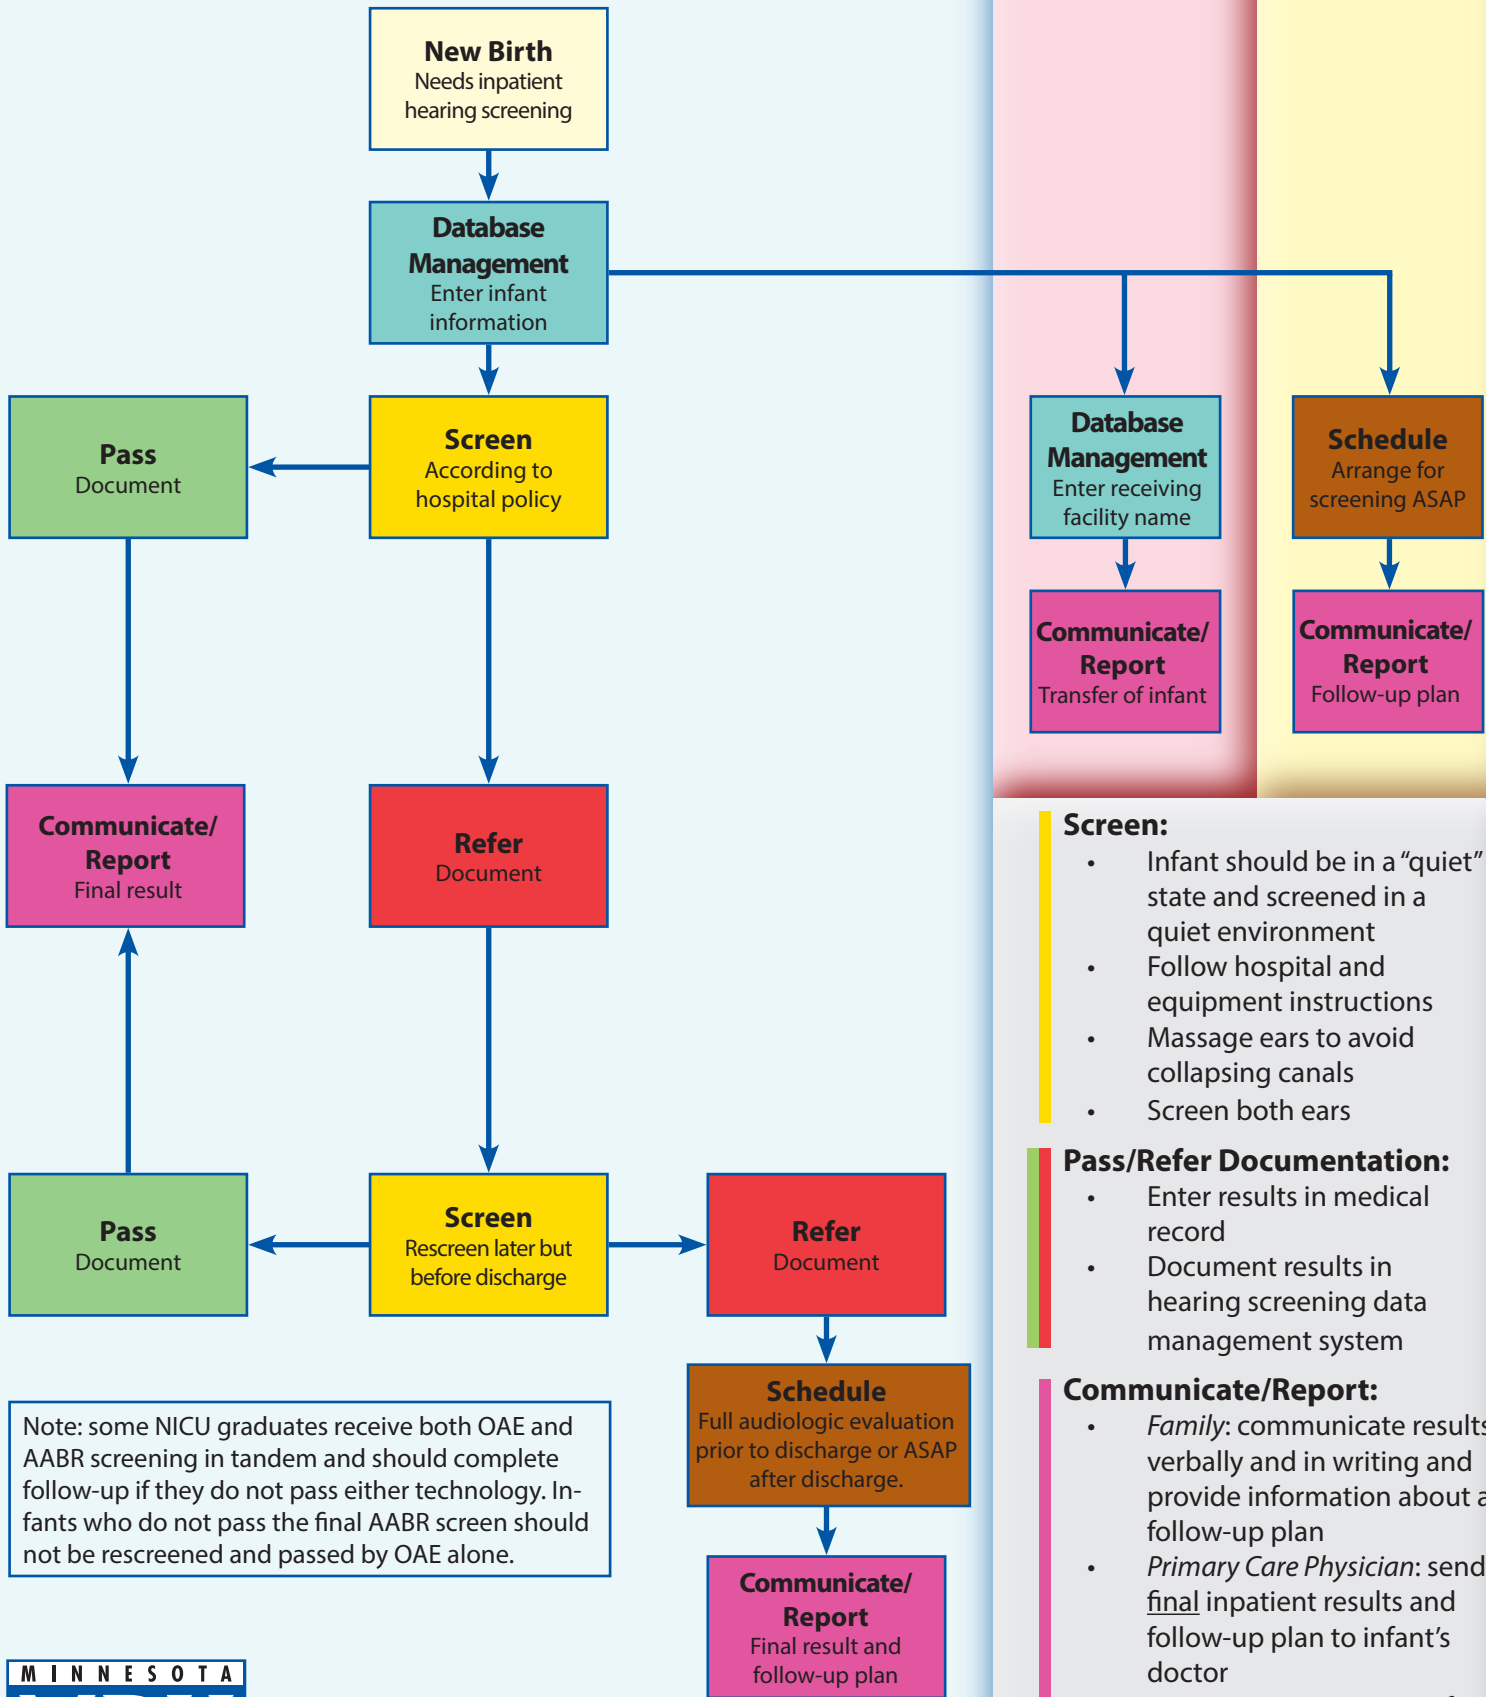 New Birth
Needs inpatient
hearing screening
Database
Management
Enter infant
information
Pass
Document
Screen
According to
hospital policy
Database
Management
Enter receiving
facility name
Schedule
Arrange for
screening ASAP
Communicate/
Report
Transfer of infant
Communicate/
Report
Follow-up plan
Communicate/
Report
Final result
Refer
Document
Pass
Document
Screen
Rescreen later but
before discharge
Refer
Document
Schedule
Full audiologic evaluation
prior to discharge or ASAP
after discharge.
Communicate/
Report
Final result and
follow-up plan
Note: some NICU graduates receive both OAE and
AABR screening in tandem and should complete
follow-up if they do not pass either technology. In-
fants who do not pass the final AABR screen should
not be rescreened and passed by OAE alone.
MINNESOTA
Screen:
• Infant should be in a “quiet”
state and screened in a
quiet environment
• Follow hospital and
equipment instructions
• Massage ears to avoid
collapsing canals
• Screen both ears
Pass/Refer Documentation:
• Enter results in medical
record
• Document results in
hearing screening data
management system
Communicate/Report:
• Family: communicate results
verbally and in writing and
provide information about a
follow-up plan
• Primary Care Physician: send
final inpatient results and
follow-up plan to infant’s
doctor